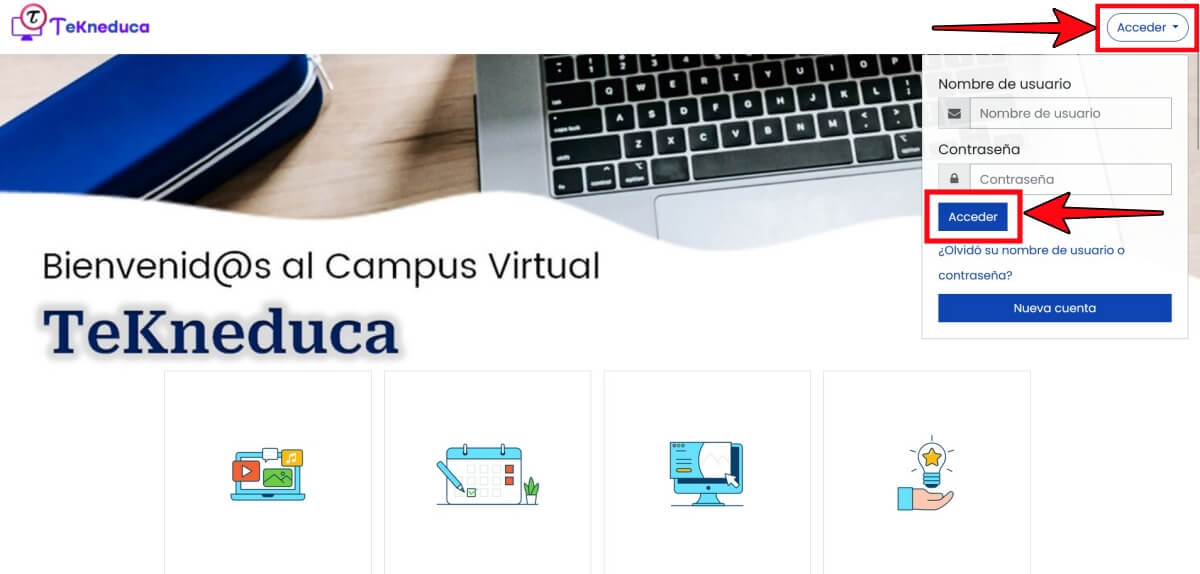 TeKneduca
Acceder
Nombre de usuario
Nombre de usuario
Contraseña
Contraseña
Acceder
¿Olvidó su nombre de usuario o
contraseña?
Nueva cuenta
Q W E R T Y U
A S D F G H J K L
Z X C V B N M
Bienvenid@s al Campus Virtual
TeKneduca